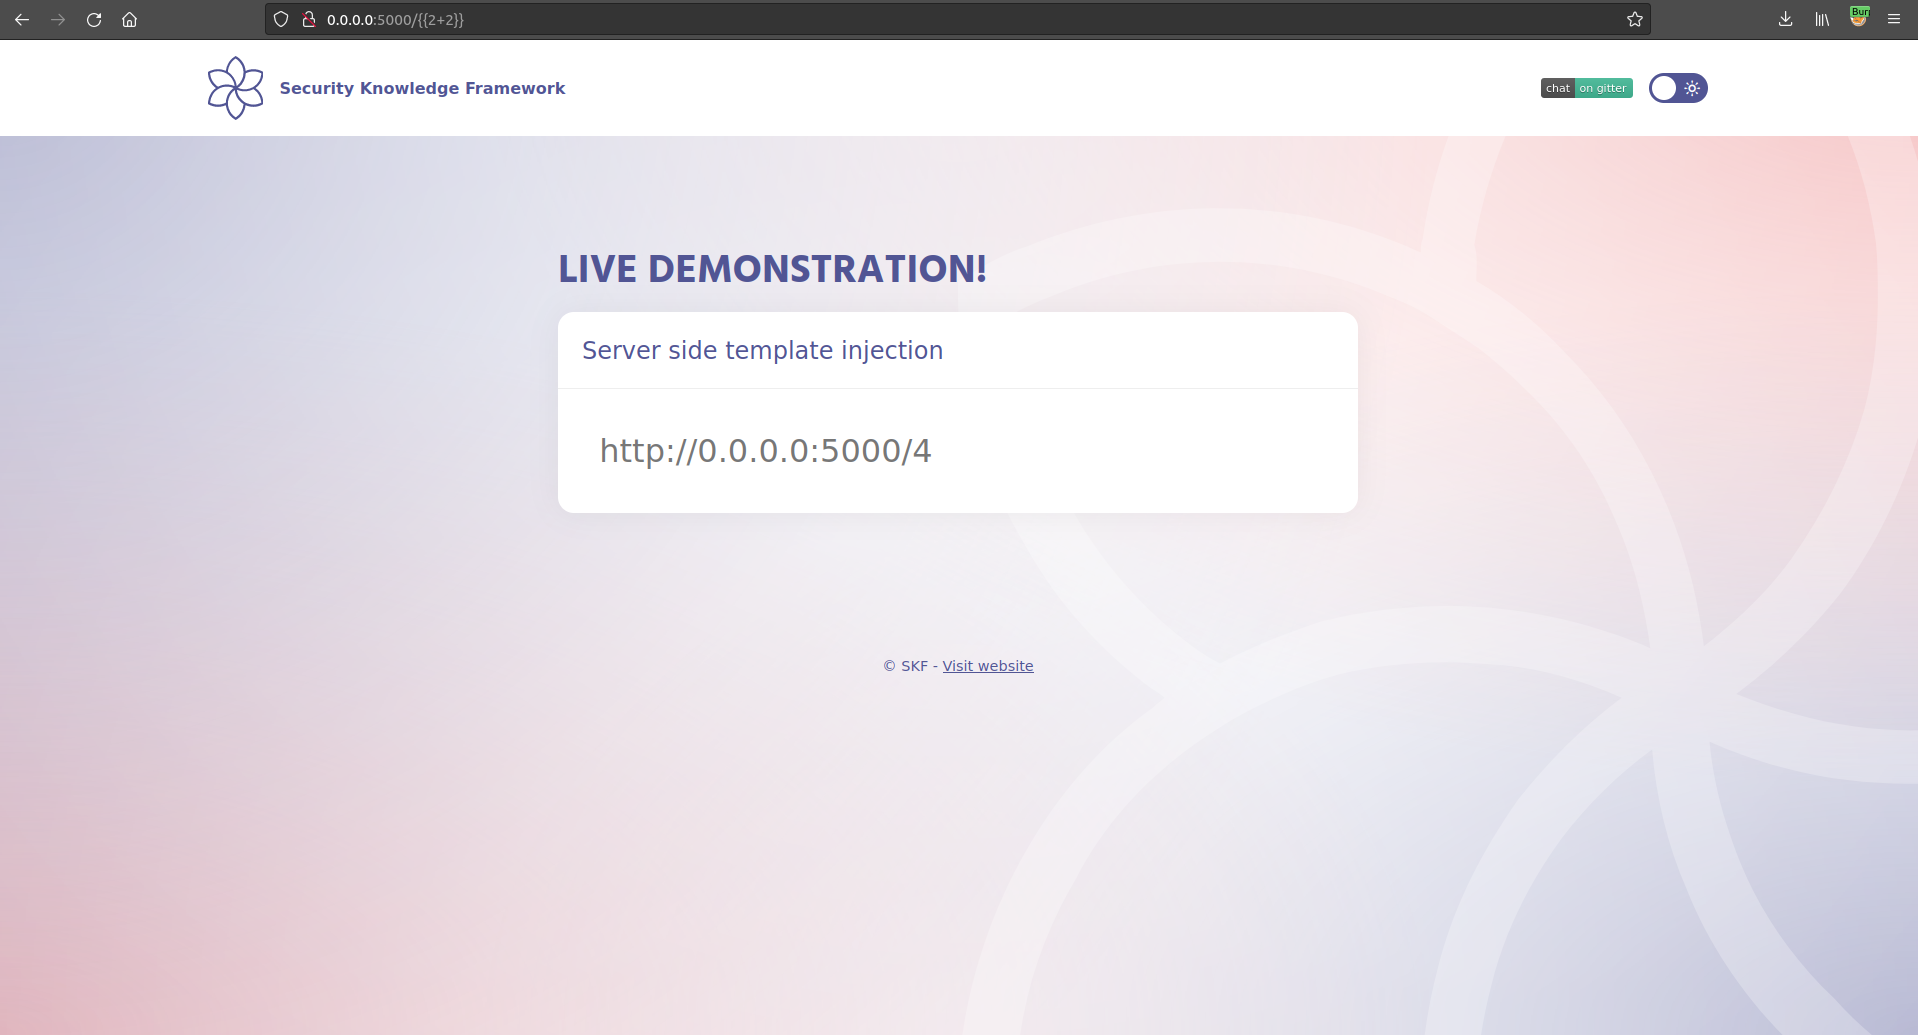 0.0.0.0:5000/{{2+2}}
Bur
Security Knowledge Framework
chat on gitter
LIVE DEMONSTRATION!
Server side template injection
http://0.0.0.0:5000/4
© SKF - Visit website